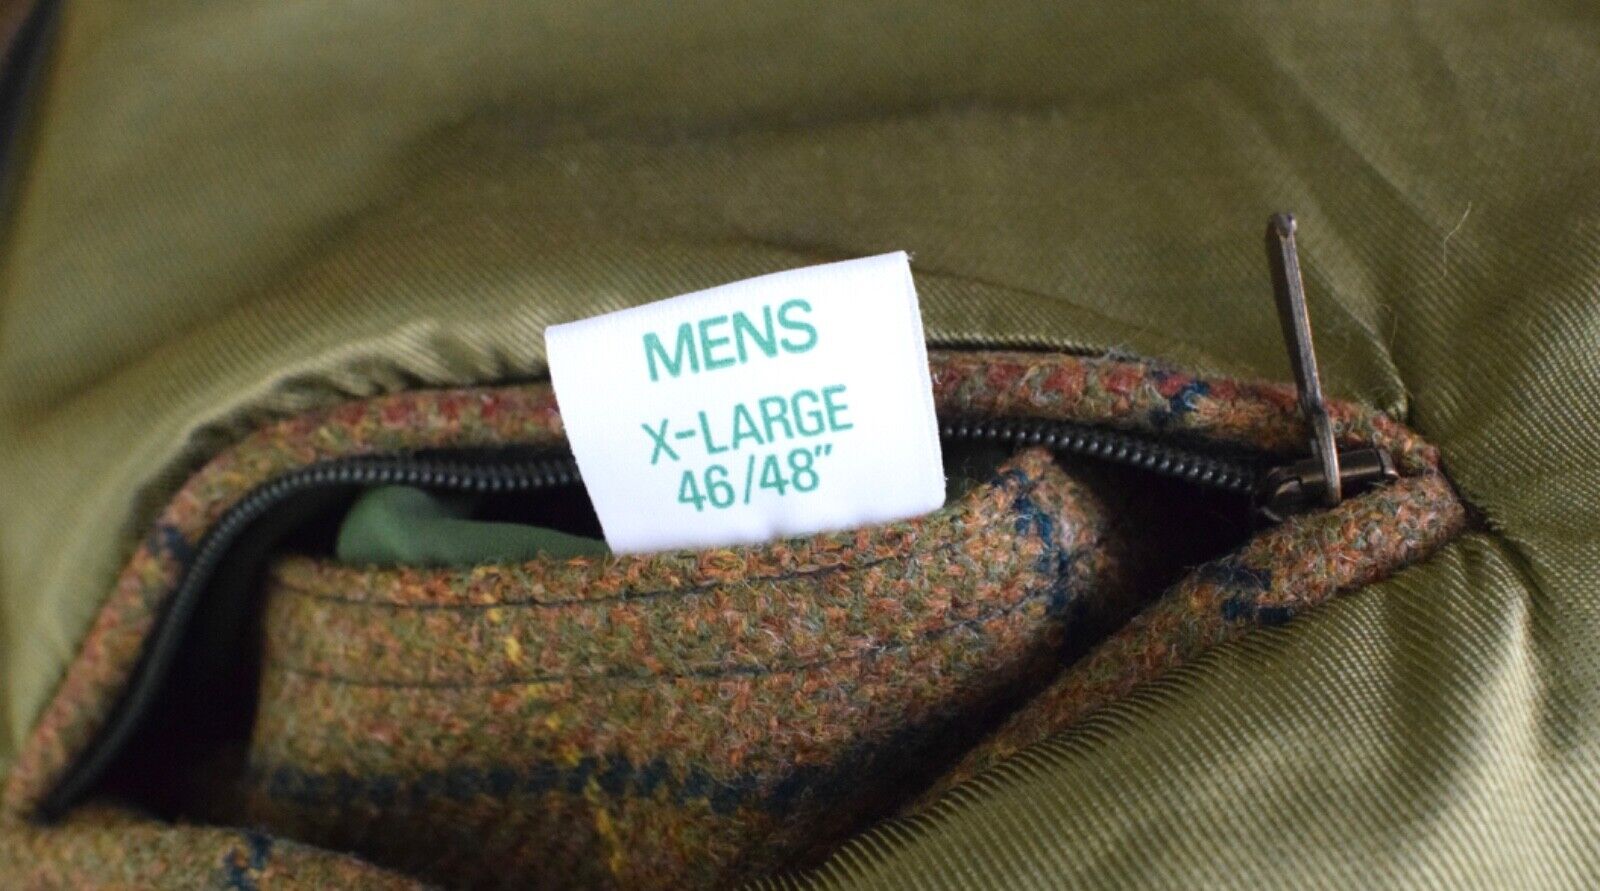 MENS
X-LARGE
46/48"